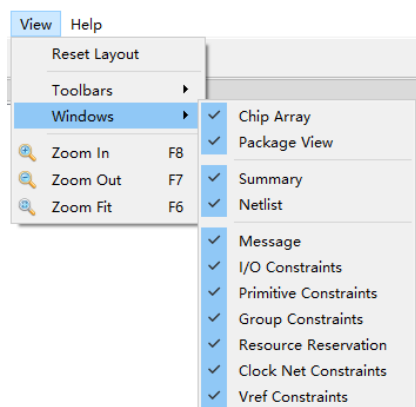 View Help
Reset Layout
Toolbars
Windows
Zoom In F8
Zoom Out F7
Zoom Fit F6
Chip Array
Package View
Summary
Netlist
Message
I/O Constraints
Primitive Constraints
Group Constraints
Resource Reservation
Clock Net Constraints
Vref Constraints